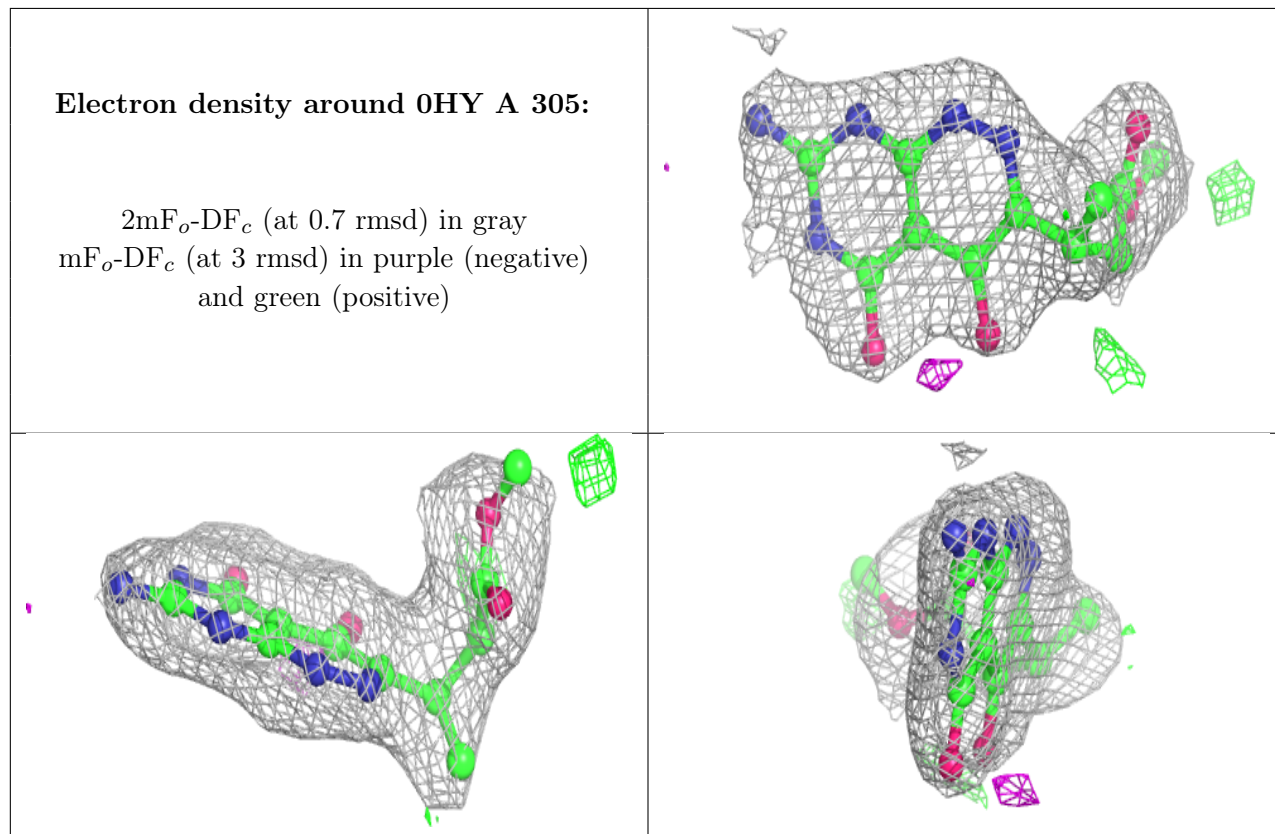 Electron density around 0HY A 305:
2mFo-DFc (at 0.7 rmsd) in gray
mFo-DFc (at 3 rmsd) in purple (negative)
and green (positive)